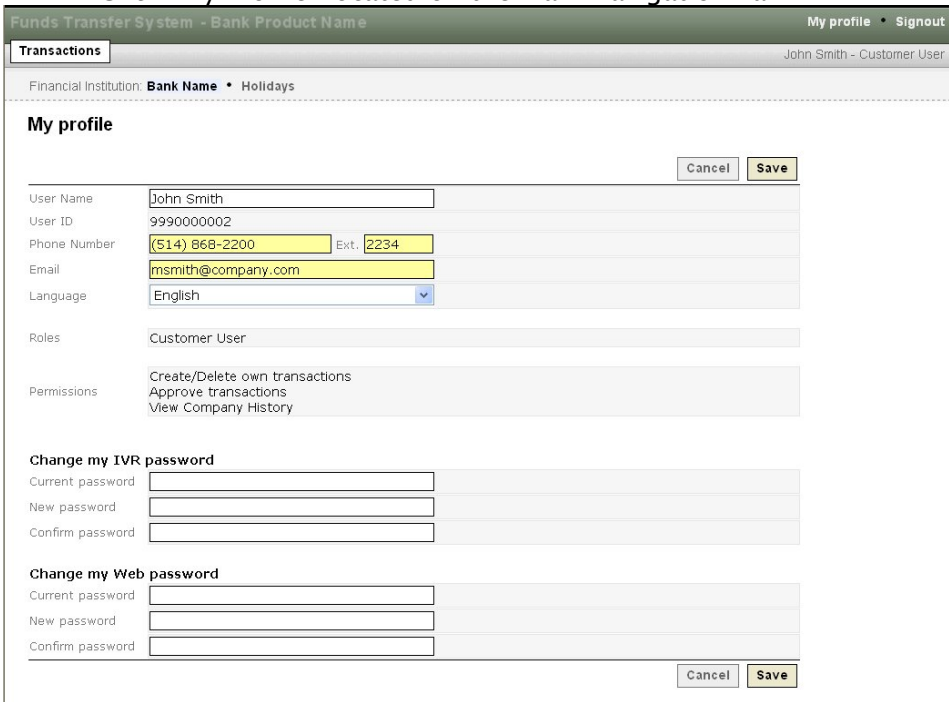 Funds Transfer System - Bank Product Name
My profile • Signout
Transactions
John Smith - Customer User
Financial Institution: Bank Name • Holidays
My profile
Cancel Save
User Name John Smith
User ID 9990000002
Phone Number (514) 868-2200 Ext. 2234
Email msmith@company.com
Language English
Roles Customer User
Create/Delete own transactions
Permissions Approve transactions
View Company History
Change my IVR password
Current password
New password
Confirm password
Change my Web password
Current password
New password
Confirm password
Cancel Save